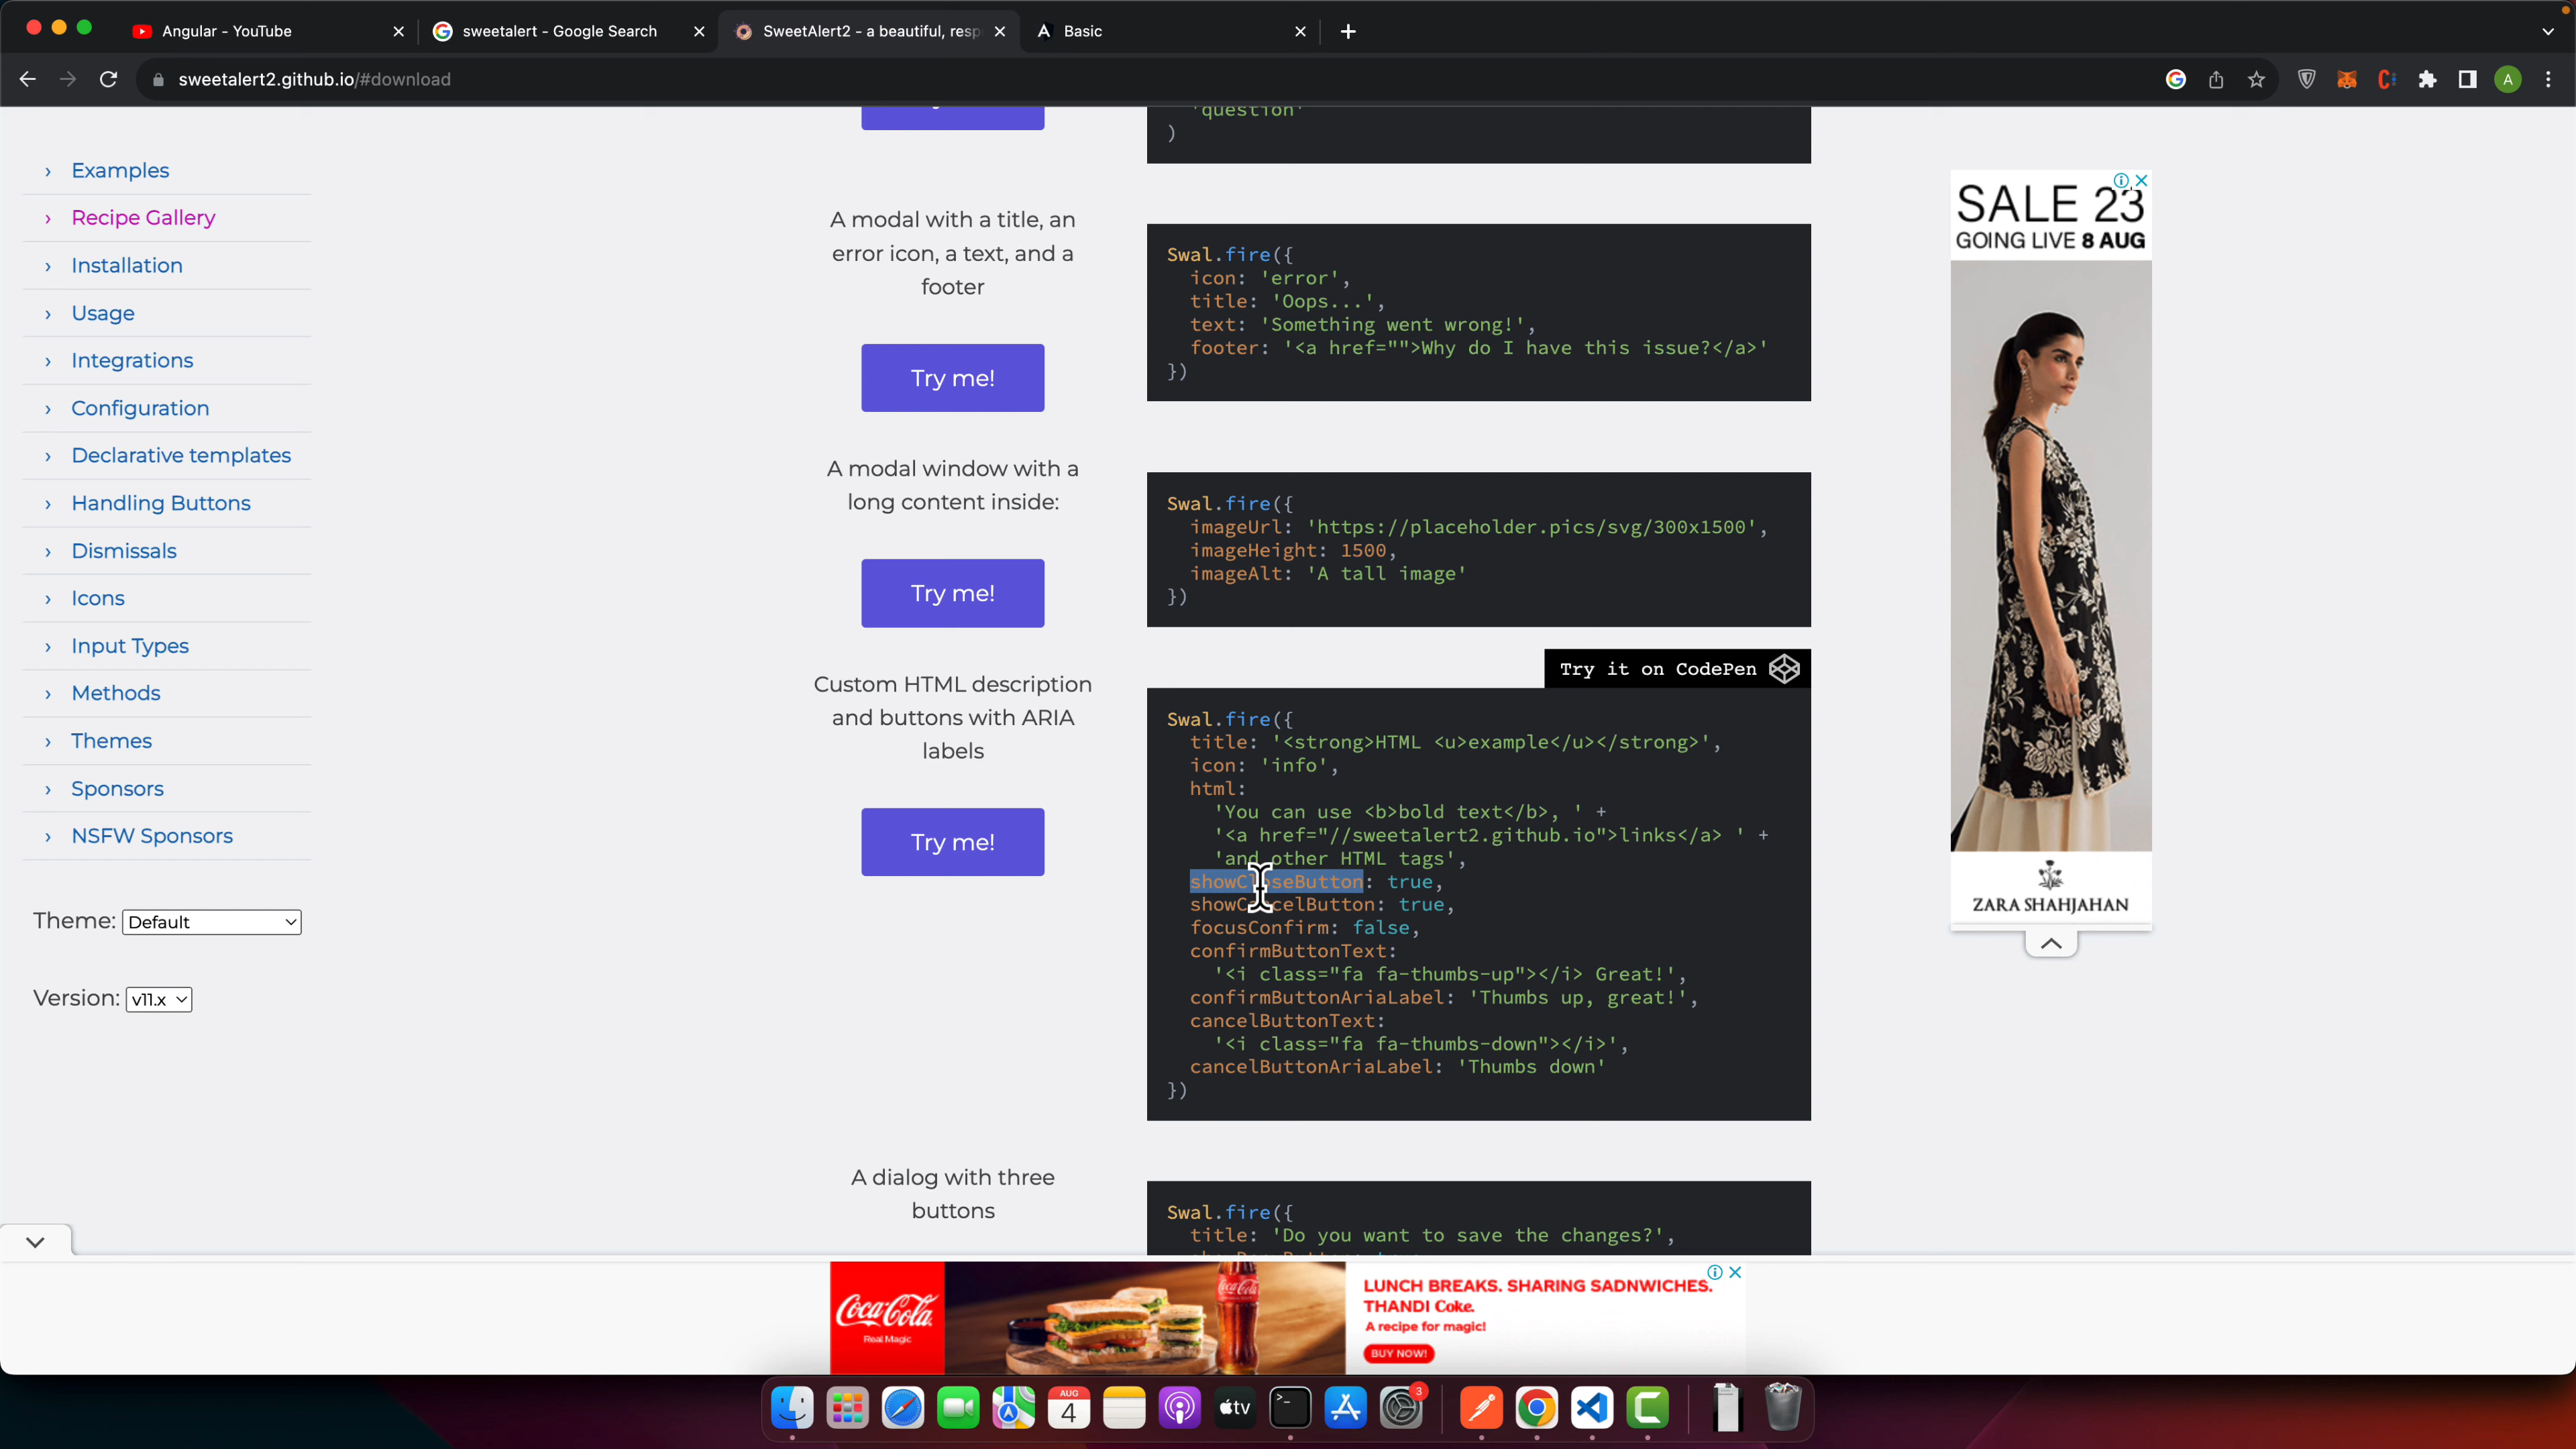 Angular - YouTube
sweetalert - Google Search
SweetAlert2 - a beautiful, resp
Basic
sweetalert2.github.io/#download
A
Examples
Recipe Gallery
Installation
Usage
Integrations
Configuration
Declarative templates
Handling Buttons
Dismissals
Icons
Input Types
Methods
Themes
Sponsors
NSFW Sponsors
Theme: Default
Version: v11.x
'question'
)
A modal with a title, an
error icon, a text, and a
footer
Try me!
Swal.fire({
icon: 'error',
title: 'Oops...',
text: 'Something went wrong!',
footer: '<a href="">Why do I have this issue?</a>'
})
A modal window with a
long content inside:
Try me!
Swal.fire({
imageUrl: 'https://placeholder.pics/svg/300x1500',
imageHeight: 1500,
imageAlt: 'A tall image'
})
Try it on CodePen
Custom HTML description
and buttons with ARIA
labels
Try me!
Swal.fire({
title: '<strong>HTML <u>example</u></strong>',
icon: 'info',
html:
'You can use <b>bold text</b>, ' +
'<a href="//sweetalert2.github.io">links</a> ' +
'and other HTML tags',
showCloseButton: true,
showCancelButton: true,
focusConfirm: false,
confirmButtonText:
'<i class="fa fa-thumbs-up"></i> Great!',
confirmButtonAriaLabel: 'Thumbs up, great!',
cancelButtonText:
'<i class="fa fa-thumbs-down"></i>',
cancelButtonAriaLabel: 'Thumbs down'
})
A dialog with three
buttons
Swal.fire({
title: 'Do you want to save the changes?',
SALE 23
GOING LIVE 8 AUG
ZARA SHAHJAHAN
Coca-Cola
Real Magic
LUNCH BREAKS. SHARING SADNWICHES.
THANDI Coke.
A recipe for magic!
BUY NOW!
AUG
4
tv
3